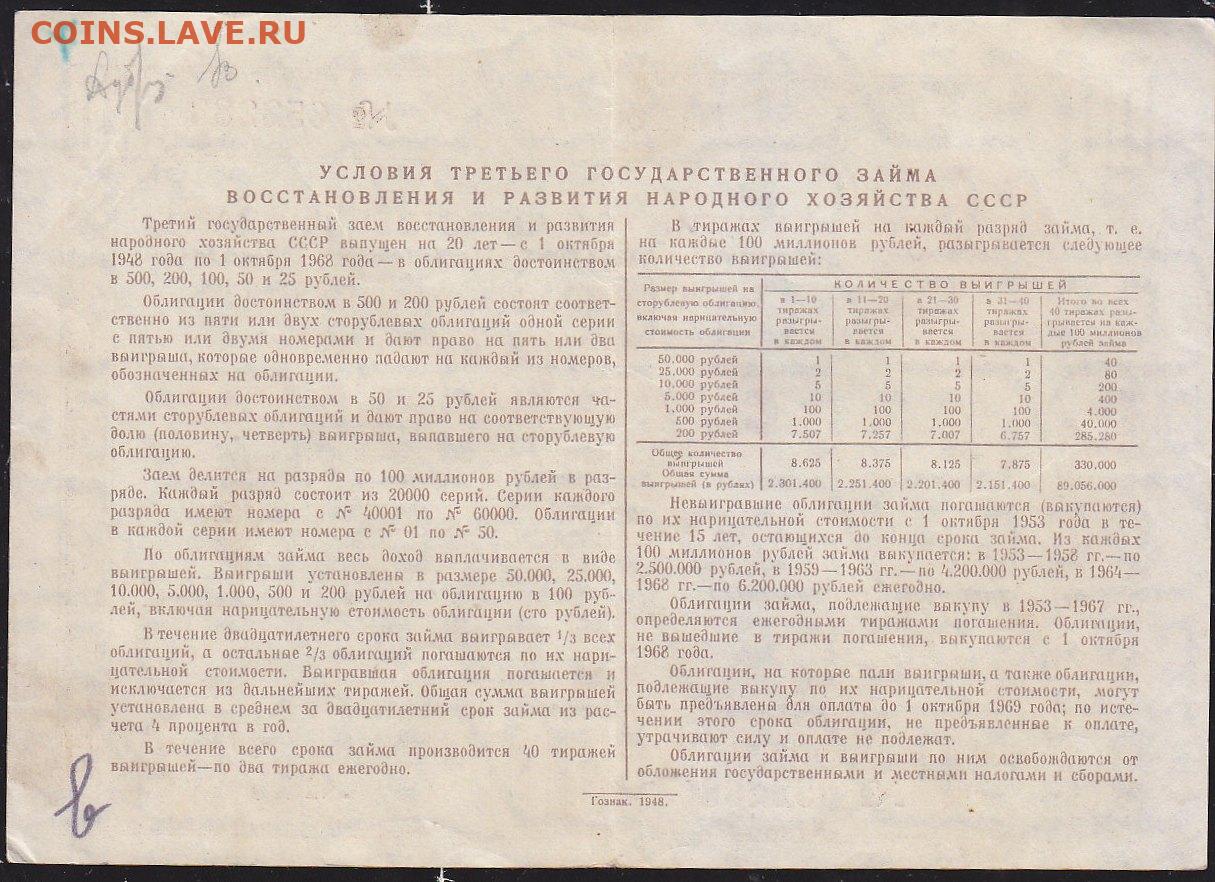 COINS.LAVE.RU
№
УСЛОВИЯ ТРЕТЬЕГО ГОСУДАРСТВЕННОГО ЗАЙМА
ВОССТАНОВЛЕНИЯ И РАЗВИТИЯ НАРОДНОГО ХОЗЯЙСТВА СССР
Третий государственный заем восстановления и развития
народного хозяйства СССР выпущен на 20 лет—с 1 октября
1948 года по 1 октября 1968 года—в облигациях достоинством
в 500, 200, 100, 50 и 25 рублей.
Облигации достоинством в 500 и 200 рублей состоят соответ-
ственно из пяти или двух сторублевых облигаций одной серии
с пятью или двумя номерами и дают право на пять или два
выигрыша, которые одновременно падают на каждый из номеров,
обозначенных на облигации.
Облигации достоинством в 50 и 25 рублей являются ча-
стями сторублевых облигаций и дают право на соответствующую
долю (половину, четверть) выигрыша, выпавшего на сторублевую
облигацию.
Заем делится на разряды по 100 миллионов рублей в раз-
ряде. Каждый разряд состоит из 20000 серий. Серии каждого
разряда имеют номера с № 40001 по № 60000. Облигации
в каждой серии имеют номера с № 01 по № 50.
По облигациям займа весь доход выплачивается в виде
выигрышей. Выигрыши установлены в размере 50.000, 25.000,
10.000, 5.000, 1.000, 500 и 200 рублей на облигацию в 100 руб-
лей, включая нарицательную стоимость облигации (сто рублей).
В течение двадцатилетнего срока займа выигрывает 1/3 всех
облигаций, а остальные 2/3 облигаций погашаются по их нари-
цательной стоимости. Выигравшая облигация погашается и
исключается из дальнейших тиражей. Общая сумма выигрышей
установлена в среднем за двадцатилетний срок займа из рас-
чета 4 процента в год.
В течение всего срока займа производится 40 тиражей
выигрышей—по два тиража ежегодно.
В тиражах выигрышей на каждый разряд займа, т. е.
на каждые 100 миллионов рублей, разыгрывается следующее
количество выигрышей:
Размер выигрышей на
сторублевую облигацию,
включая нарицательную
стоимость облигации
КОЛИЧЕСТВО ВЫИГРЫШЕЙ
в 1—10
тиражах
разыгры-
вается
в каждом
в 11—20
тиражах
разыгры-
вается
в каждом
в 21—30
тиражах
разыгры-
вается
в каждом
в 31—40
тиражах
разыгры-
вается
в каждом
Итого во всех
40 тиражах разы-
грывается на каж-
дые 100 миллионов
рублей займа
50.000 рублей 1 1 1 1 40
25.000 рублей 2 2 2 2 80
10.000 рублей 5 5 5 5 200
5.000 рублей 10 10 10 10 400
1.000 рублей 100 100 100 100 4.000
500 рублей 1.000 1.000 1.000 1.000 40.000
200 рублей 7.507 7.257 7.007 6.757 285.280
Общее количество
выигрышей 8.625 8.375 8.125 7.875 330.000
Общая сумма
выигрышей (в рублях) 2.301.400 2.251.400 2.201.400 2.151.400 89.056.000
Невыигравшие облигации займа погашаются (выкупаются)
по их нарицательной стоимости с 1 октября 1953 года в те-
чение 15 лет, остающихся до конца срока займа. Из каждых
100 миллионов рублей займа выкупается: в 1953—1958 гг.—по
2.500.000 рублей, в 1959—1963 гг.—по 4.200.000 рублей, в 1964—
1968 гг.—по 6.200.000 рублей ежегодно.
Облигации займа, подлежащие выкупу в 1953—1967 гг.,
определяются ежегодными тиражами погашения. Облигации,
не вышедшие в тиражи погашения, выкупаются с 1 октября
1968 года.
Облигации, на которые пали выигрыши, а также облигации,
подлежащие выкупу по их нарицательной стоимости, могут
быть предъявлены для оплаты до 1 октября 1969 года; по исте-
чении этого срока облигации, не предъявленные к оплате,
утрачивают силу и оплате не подлежат.
Облигации займа и выигрыши по ним освобождаются от
обложения государственными и местными налогами и сборами.
Гознак. 1948.